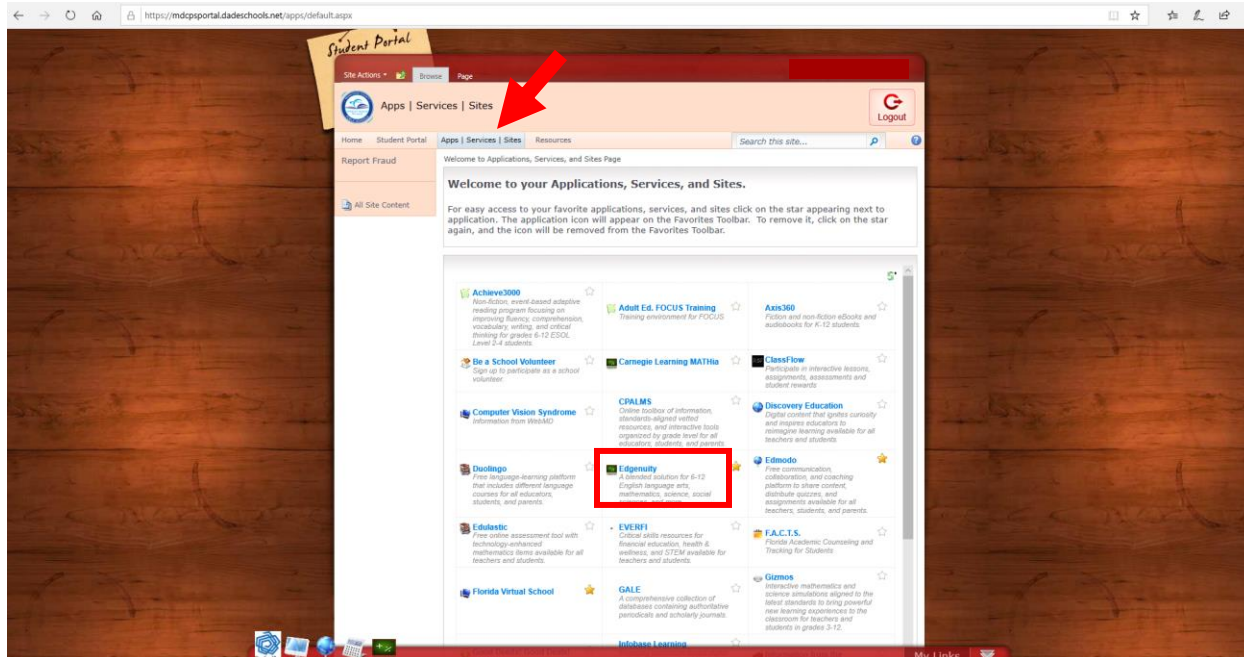 https://mdcpsportal.dadeschools.net/apps/default.aspx
Student Portal
Site Actions
Browse
Page
Apps | Services | Sites
Logout
Home
Student Portal
Apps | Services | Sites
Resources
Search this site...
Report Fraud
All Site Content
Welcome to Applications, Services, and Sites Page
Welcome to your Applications, Services, and Sites.
For easy access to your favorite applications, services, and sites click on the star appearing next to
application. The application icon will appear on the Favorites Toolbar. To remove it, click on the star
again, and the icon will be removed from the Favorites Toolbar.
Achieve3000
Non-fiction, event-based adaptive
reading program focusing on
improving fluency, comprehension,
vocabulary, writing, and critical
thinking for grades 6-12 ESOL
Level 2-4 students.
Adult Ed. FOCUS Training
Training environment for FOCUS
Axis360
Fiction and non-fiction eBooks and
audiobooks for K-12 students
Be a School Volunteer
Sign up to participate as a school
volunteer
Carnegie Learning MATHia
ClassFlow
Participate in interactive lessons,
assignments, assessments and
student rewards
Computer Vision Syndrome
Information from WebMD
CPALMS
Online toolbox of information,
standards-aligned vetted
resources, and interactive tools
organized by grade level for all
educators, students, and parents.
Discovery Education
Digital content that ignites curiosity
and inspires educators to
reimagine learning available for all
teachers and students
Duolingo
Free language-learning platform
that includes different language
courses for all educators,
students, and parents.
Edgenuity
A blended solution for 6-12
English language arts,
mathematics, science, social
sciences, and more
Edmodo
Free communication,
collaboration, and coaching
platform to share content,
distribute quizzes, and
assignments available for all
teachers, students, and parents.
Edulastic
Free online assessment tool with
technology-enhanced
mathematics items available for all
teachers and students.
EVERFI
Critical skills resources for
financial education, health &
wellness, and STEM available for
teachers and students
F.A.C.T.S.
Florida Academic Counseling and
Tracking for Students
Florida Virtual School
GALE
A comprehensive collection of
databases containing authoritative
periodicals and scholarly journals.
Gizmos
Interactive mathematics and
science simulations aligned to the
latest standards to bring powerful
new learning experiences to the
classroom for teachers and
students in grades 3-12.
Infobase Learning
My Links